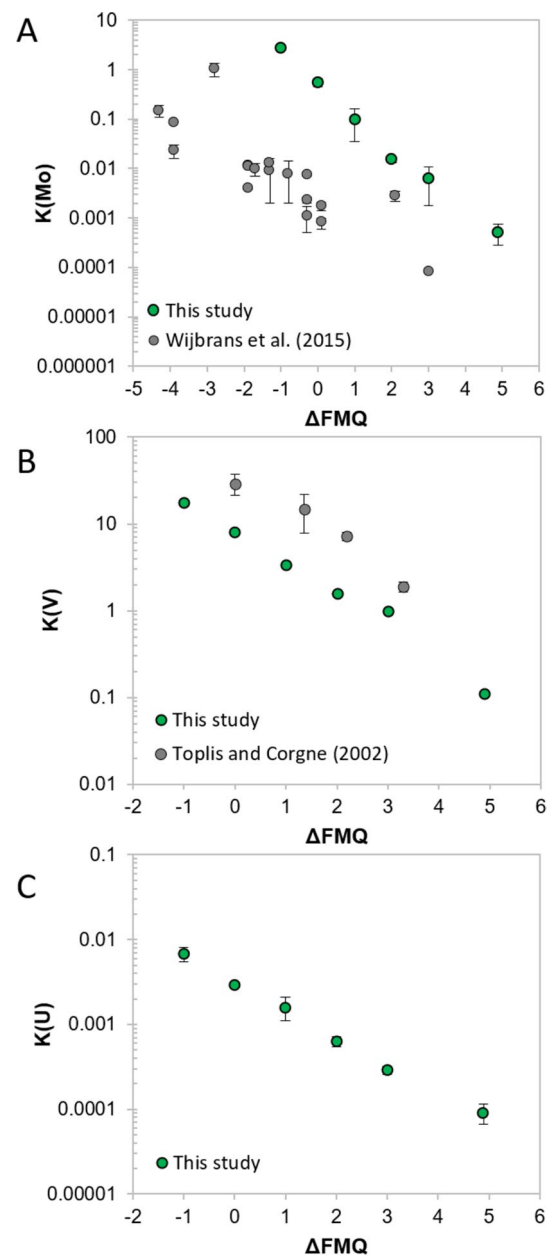 A
10
1
0.1
0.01
0.001
0.0001
0.00001
0.000001
K(Mo)
This study
Wijbrans et al. (2015)
-5 -4 -3 -2 -1 0 1 2 3 4 5 6
ΔFMQ
B
100
10
1
0.1
0.01
K(V)
This study
Toplis and Corgne (2002)
-2 -1 0 1 2 3 4 5 6
ΔFMQ
C
0.1
0.01
0.001
0.0001
0.00001
K(U)
This study
-2 -1 0 1 2 3 4 5 6
ΔFMQ